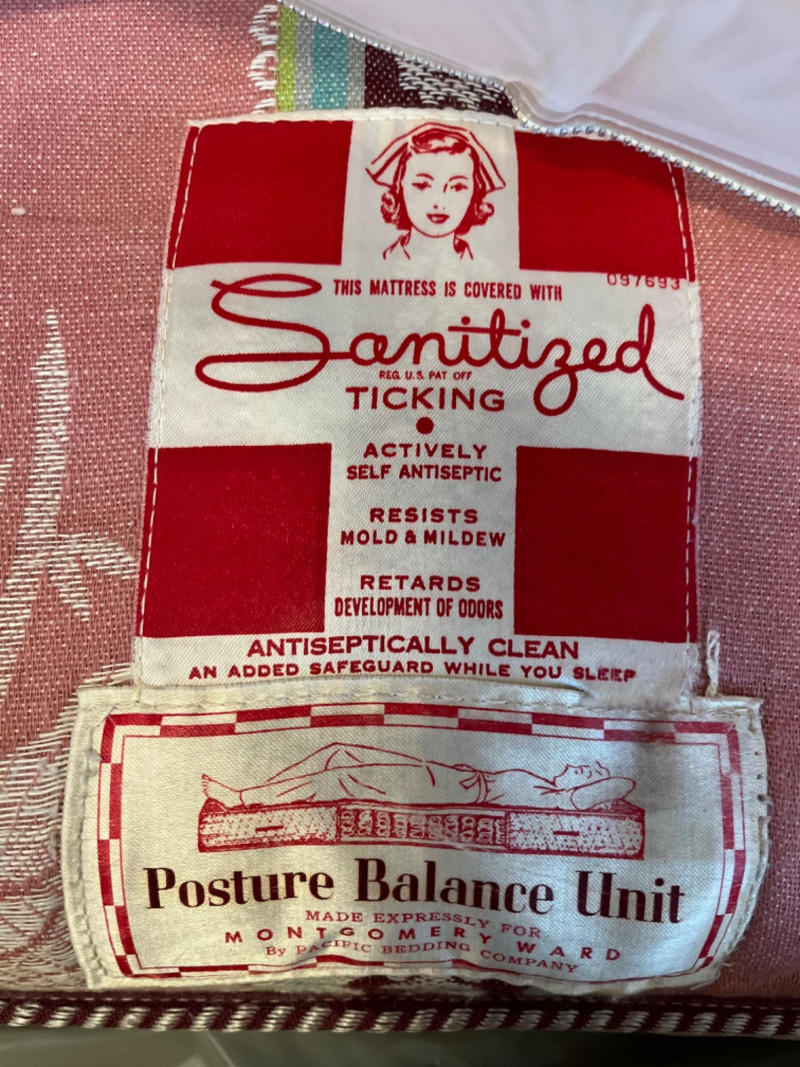 097693
THIS MATTRESS IS COVERED WITH
Sanitized
REG. U.S. PAT OFF
TICKING
ACTIVELY
SELF ANTISEPTIC
RESISTS
MOLD & MILDEW
RETARDS
DEVELOPMENT OF ODORS
ANTISEPTICALLY CLEAN
AN ADDED SAFEGUARD WHILE YOU SLEEP
Posture Balance Unit
MADE EXPRESSLY FOR
MONTGOMERY WARD
By PACIFIC BEDDING COMPANY